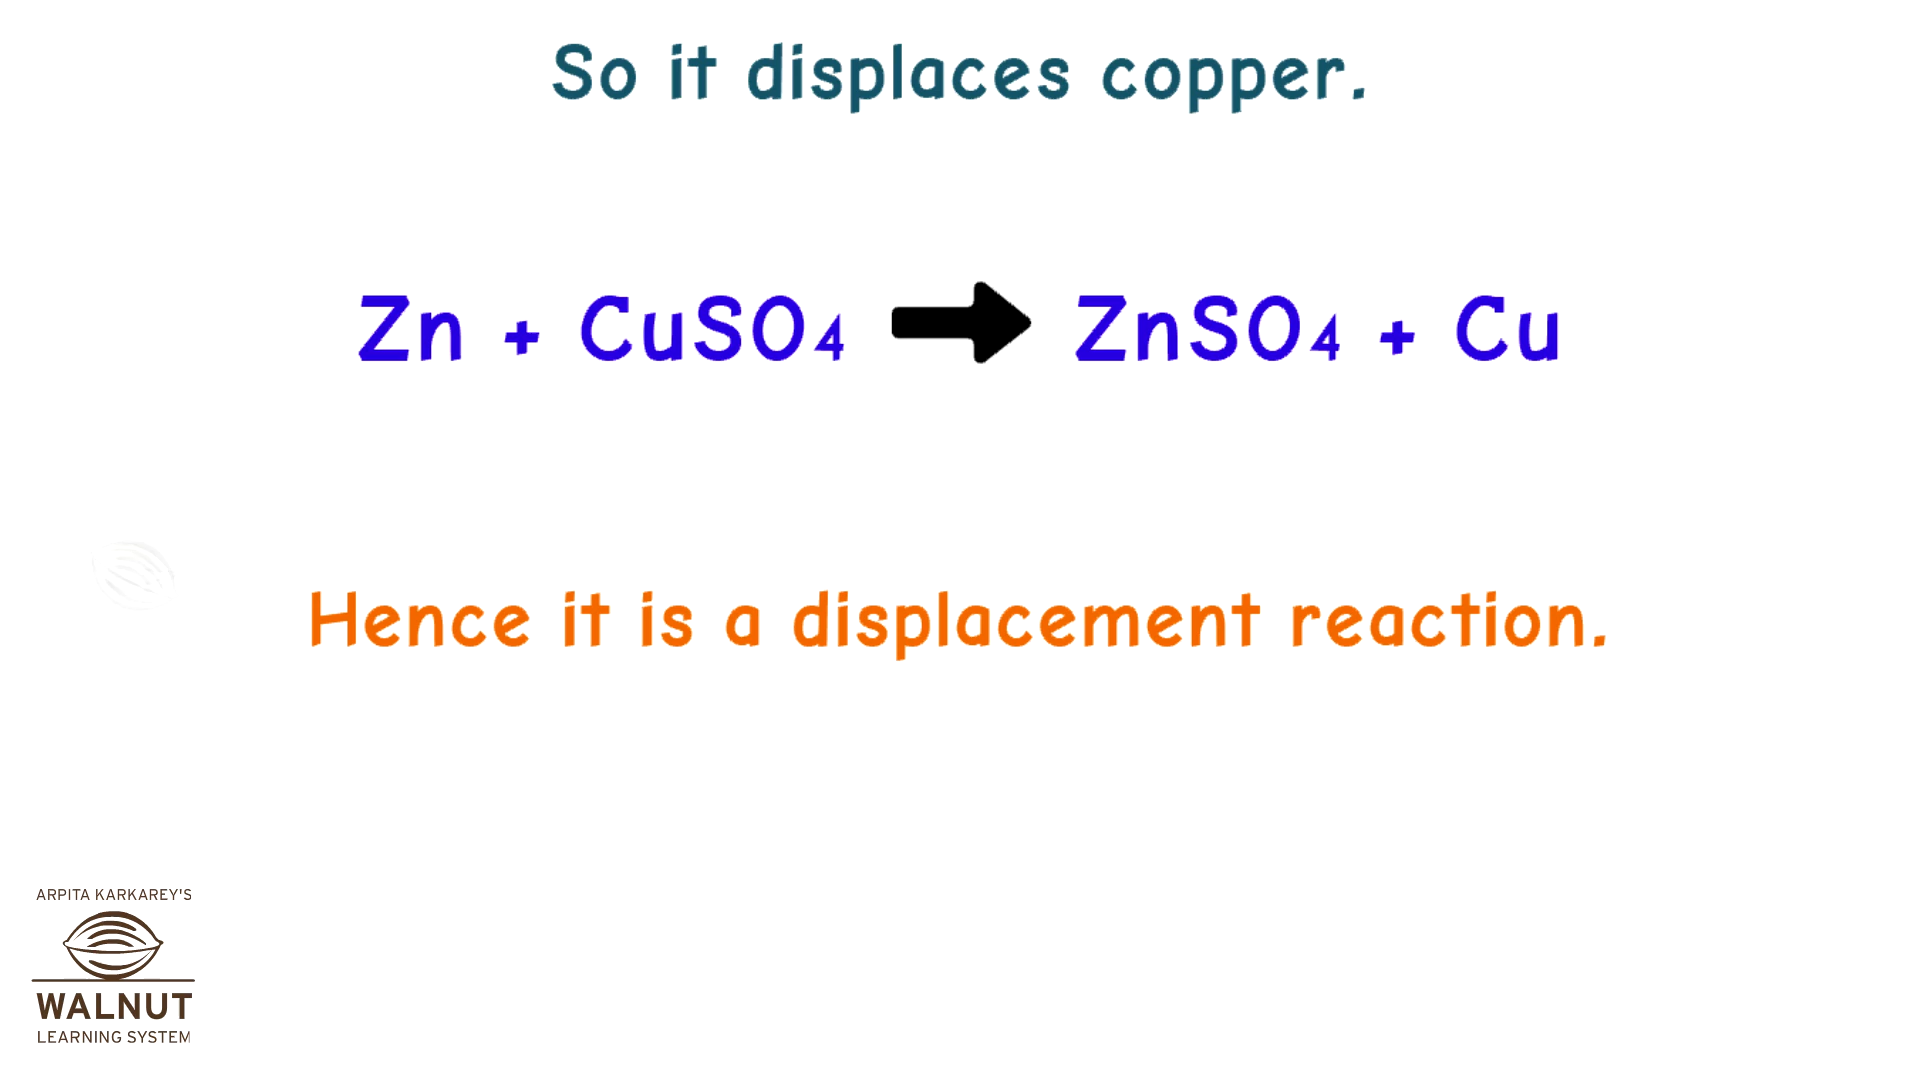 So it displaces copper.
Zn + CuSO4 → ZnSO4 + Cu
Hence it is a displacement reaction.
ARPITA KARKAREY'S
WALNUT
LEARNING SYSTEM